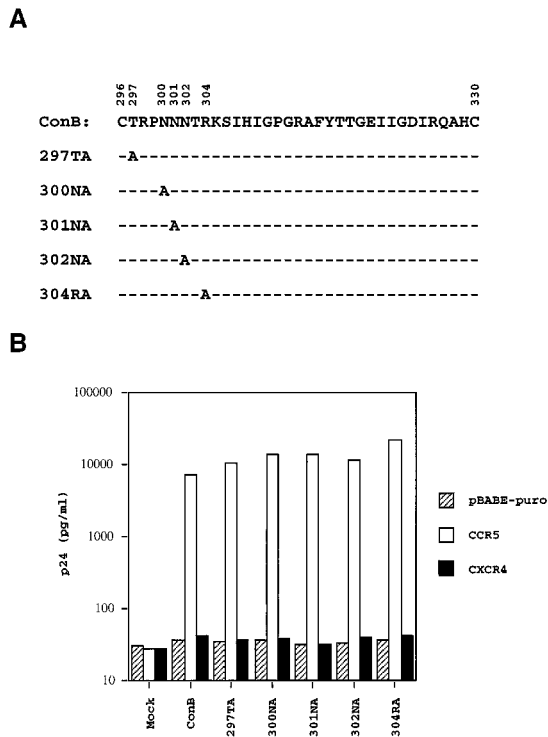 A
296 297 300 301 302 304 330
ConB: CTRPNNNTRKSIHIGPGRAFYTTGEIIGDIRQAHC
297TA -A---------------------------------
300NA ----A------------------------------
301NA -----A-----------------------------
302NA ------A----------------------------
304RA --------A--------------------------
B
100000
10000
1000
100
10
p24 (pg/ml)
pBABE-puro
CCR5
CXCR4
Mock ConB 297TA 300NA 301NA 302NA 304RA